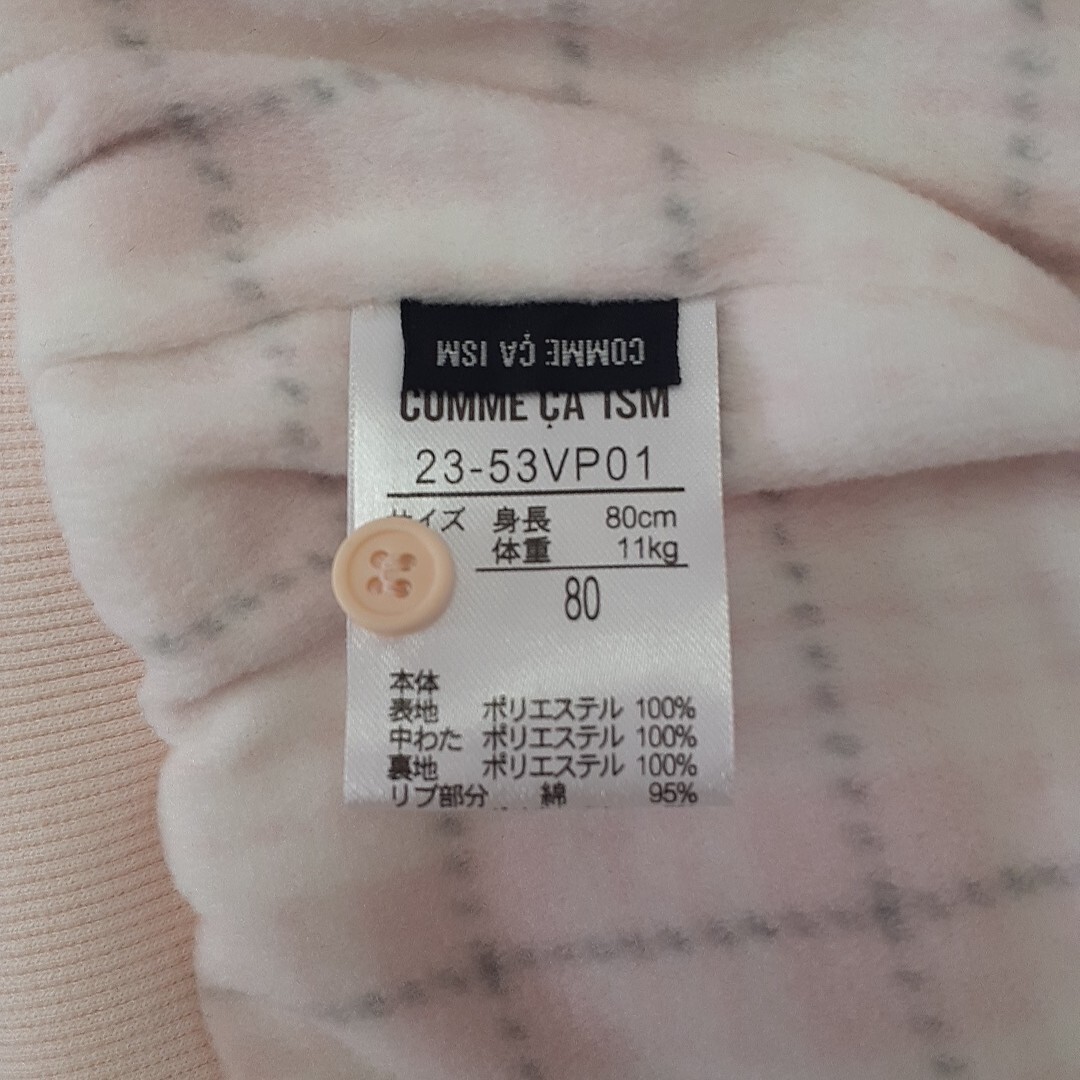 COMME ÇA ISM
COMME ÇA ISM
23-53VP01
サイズ 身長 80cm
体重 11kg
80
本体
表地 ポリエステル 100%
中わた ポリエステル 100%
裏地 ポリエステル 100%
リブ部分 綿 95%